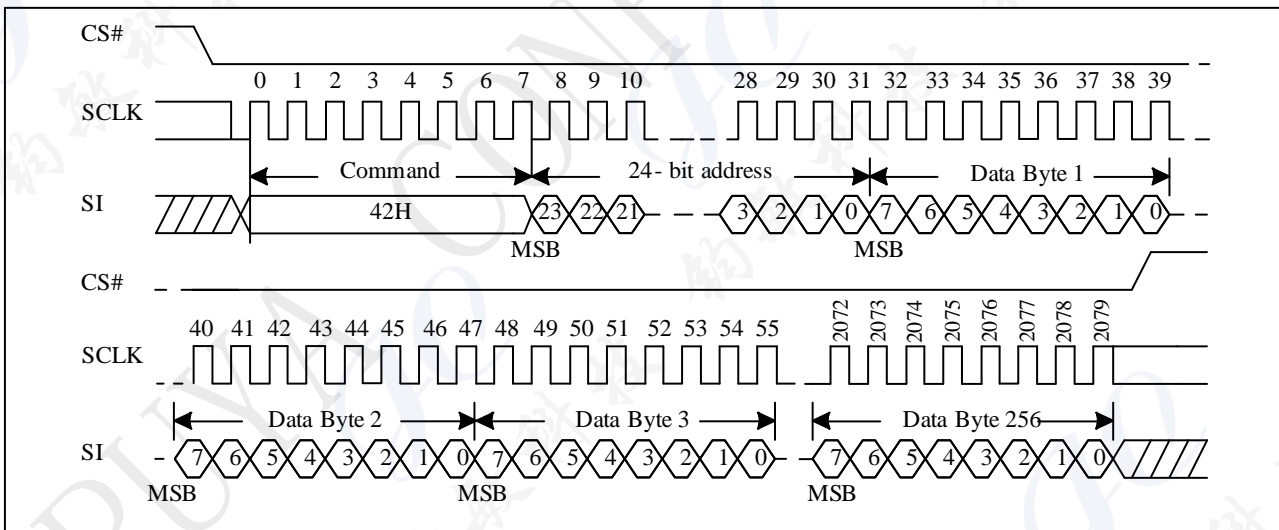 CS#
0 1 2 3 4 5 6 7 8 9 10 28 29 30 31 32 33 34 35 36 37 38 39
SCLK
Command 24- bit address Data Byte 1
SI 42H 23 22 21 3 2 1 0 7 6 5 4 3 2 1 0
MSB MSB
CS#
40 41 42 43 44 45 46 47 48 49 50 51 52 53 54 55 2072 2073 2074 2075 2076 2077 2078 2079
SCLK
Data Byte 2 Data Byte 3 Data Byte 256
SI 7 6 5 4 3 2 1 0 7 6 5 4 3 2 1 0 7 6 5 4 3 2 1 0
MSB MSB MSB
PUYA CONF